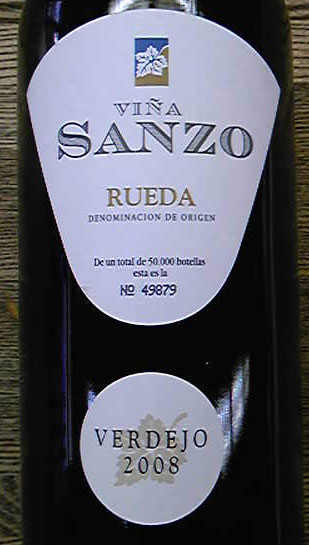 VIÑA
SANZO
RUEDA
DENOMINACION DE ORIGEN
De un total de 50.000 botellas
esta es la
Nº 49879
VERDEJO
2008